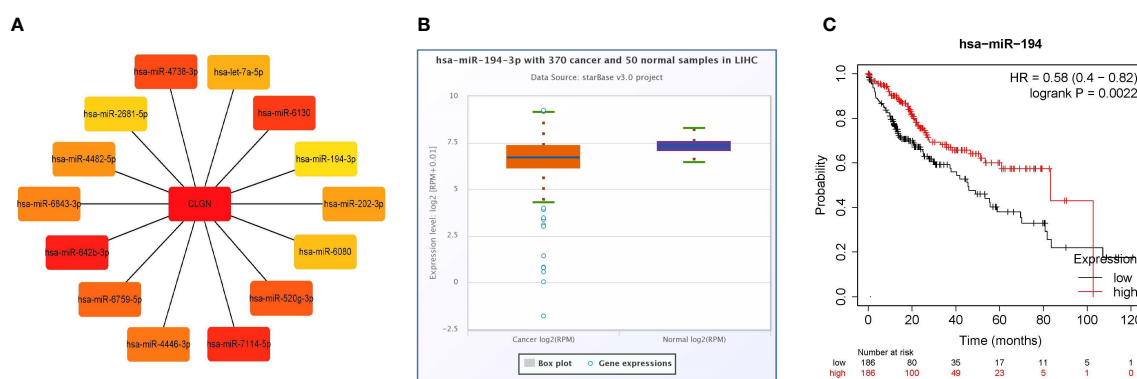 A
hsa-miR-4738-3p
hsa-let-7a-5p
hsa-miR-2681-5p
hsa-miR-6130
hsa-miR-4482-5p
hsa-miR-194-3p
hsa-miR-6843-3p
CLGN
hsa-miR-202-3p
hsa-miR-642b-3p
hsa-miR-6080
hsa-miR-6759-5p
hsa-miR-520g-3p
hsa-miR-4446-3p
hsa-miR-7114-5p
B
hsa-miR-194-3p with 370 cancer and 50 normal samples in LIHC
Data Source: starBase v3.0 project
Expression level: log2 [RPM+0.01]
10
7.5
5
2.5
0
-2.5
Cancer log2(RPM)
Normal log2(RPM)
Box plot
Gene expressions
C
hsa−miR−194
HR = 0.58 (0.4 − 0.82)
logrank P = 0.0022
Probability
1.0
0.8
0.6
0.4
0.2
0.0
Expression
low
high
0 20 40 60 80 100 120
Time (months)
Number at risk
low 186 80 35 17 11 5 1
high 186 100 49 23 5 1 0